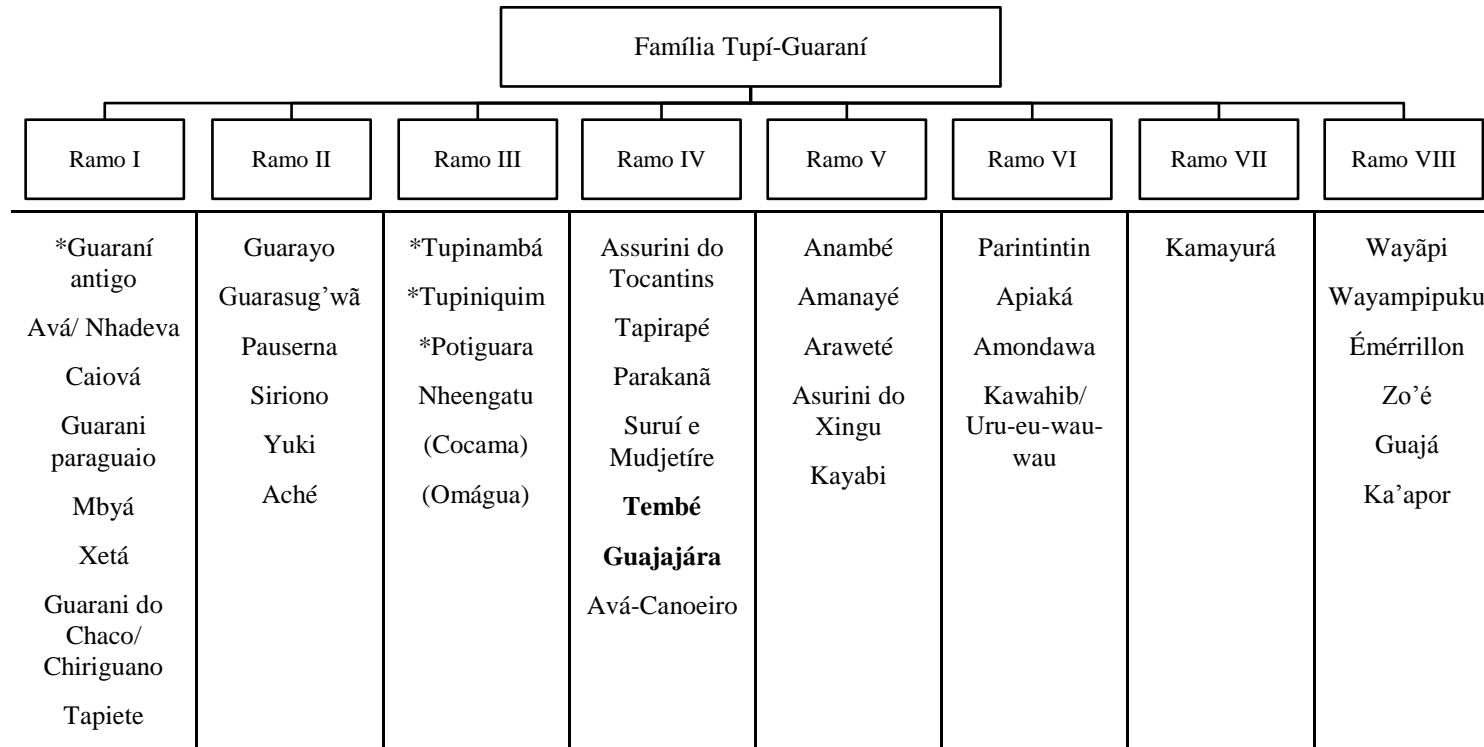 Família Tupí-Guaraní
Ramo I
Ramo II
Ramo III
Ramo IV
Ramo V
Ramo VI
Ramo VII
Ramo VIII
*Guaraní
antigo
Avá/ Nhadeva
Caiová
Guarani
paraguaio
Mbyá
Xetá
Guarani do
Chaco/
Chiriguano
Tapiete
Guarayo
Guarasug’wã
Pauserna
Siriono
Yuki
Aché
*Tupinambá
*Tupiniquim
*Potiguara
Nheengatu
(Cocama)
(Omágua)
Assurini do
Tocantins
Tapirapé
Parakanã
Suruí e
Mudjetíre
Tembé
Guajajára
Avá-Canoeiro
Anambé
Amanayé
Araweté
Asurini do
Xingu
Kayabi
Parintintin
Apiaká
Amondawa
Kawahib/
Uru-eu-wau-
wau
Kamayurá
Wayãpi
Wayampipuku
Émérrillon
Zo’é
Guajá
Ka’apor